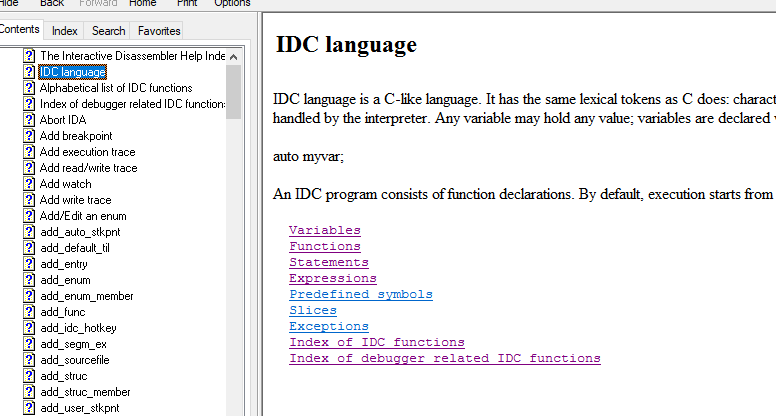 Hide Back Forward Home Print Options
Contents Index Search Favorites
The Interactive Disassembler Help Inde
IDC language
Alphabetical list of IDC functions
Index of debugger related IDC function
Abort IDA
Add breakpoint
Add execution trace
Add read/write trace
Add watch
Add write trace
Add/Edit an enum
add_auto_stkpnt
add_default_til
add_entry
add_enum
add_enum_member
add_func
add_idc_hotkey
add_segm_ex
add_sourcefile
add_struc
add_struc_member
add_user_stkpnt
IDC language
IDC language is a C-like language. It has the same lexical tokens as C does: charact
handled by the interpreter. Any variable may hold any value; variables are declared
auto myvar;
An IDC program consists of function declarations. By default, execution starts from
Variables
Functions
Statements
Expressions
Predefined symbols
Slices
Exceptions
Index of IDC functions
Index of debugger related IDC functions